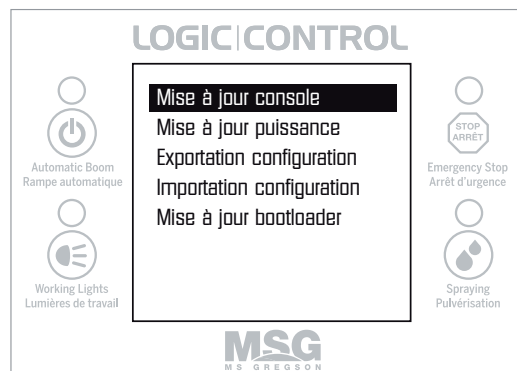 LOGIC|CONTROL
Mise à jour console
Mise à jour puissance
Exportation configuration
Importation configuration
Mise à jour bootloader
Automatic Boom
Rampe automatique
Working Lights
Lumières de travail
STOP
ARRÊT
Emergency Stop
Arrêt d'urgence
Spraying
Pulvérisation
MSG
MS GREGSON